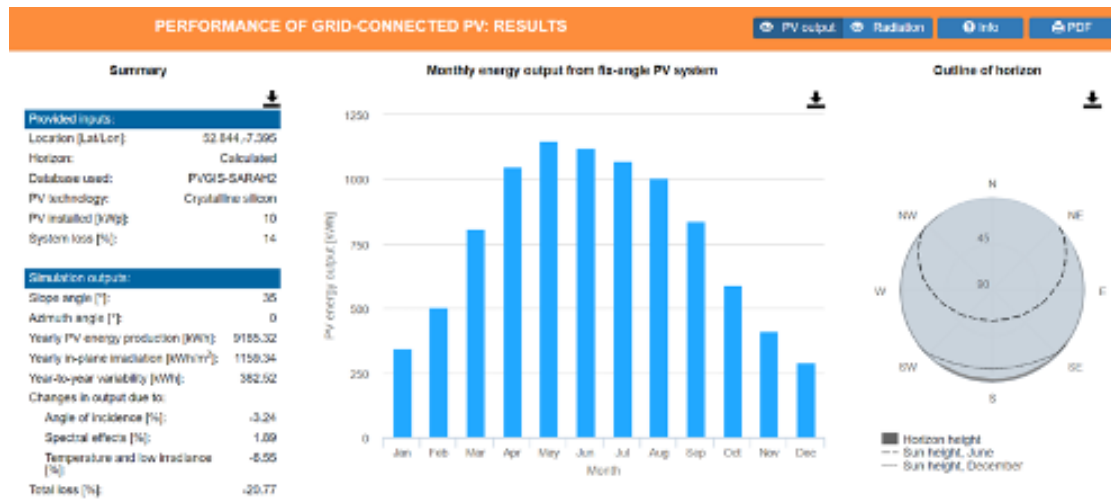 PERFORMANCE OF GRID-CONNECTED PV: RESULTS
PV output
Radiation
Info
PDF
Summary
Provided inputs:
Location [Lat/Lon]: 52.844,-7.395
Horizon: Calculated
Database used: PVGIS-SARAH2
PV technology: Crystalline silicon
PV installed [kWp]: 10
System loss [%]: 14
Simulation outputs:
Slope angle [°]: 35
Azimuth angle [°]: 0
Yearly PV energy production [kWh]:
Yearly in-plane irradiation [kWh/m²]: 1159.34
Year-to-year variability [kWh]: 382.52
Changes in output due to:
Angle of incidence [%]: -3.24
Spectral effects [%]: 1.89
Temperature and low irradiance [%]:
Total loss [%]: -20.77
Monthly energy output from fix-angle PV system
PV energy output [kWh]
1250
1000
750
500
250
0
Jan Feb Mar Apr May Jun Jul Aug Sep Oct Nov Dec
Month
Outline of horizon
N
NW NE
45
W 90 E
SW SE
S
Horizon height
Sun height, June
Sun height, December